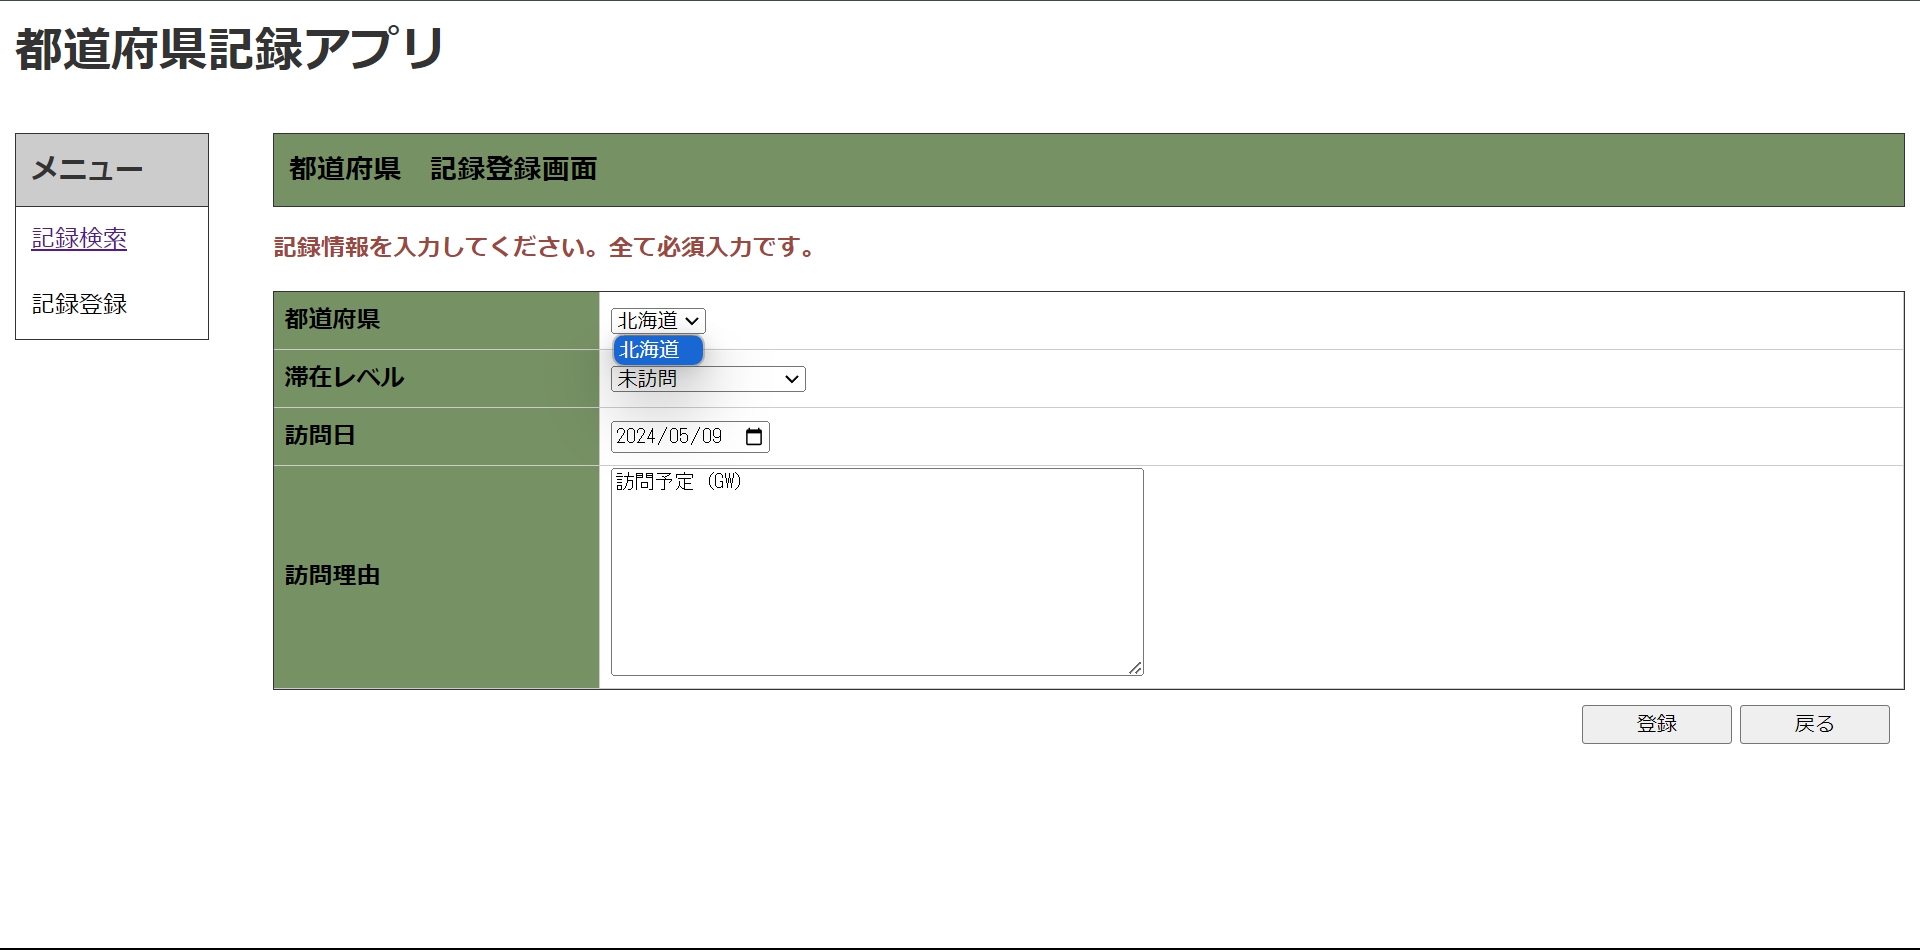 都道府県記録アプリ
メニュー
記録検索
記録登録
都道府県　記録登録画面
記録情報を入力してください。全て必須入力です。
都道府県
北海道
北海道
滞在レベル
未訪問
訪問日
2024/05/09
訪問理由
訪問予定（GW）
登録
戻る